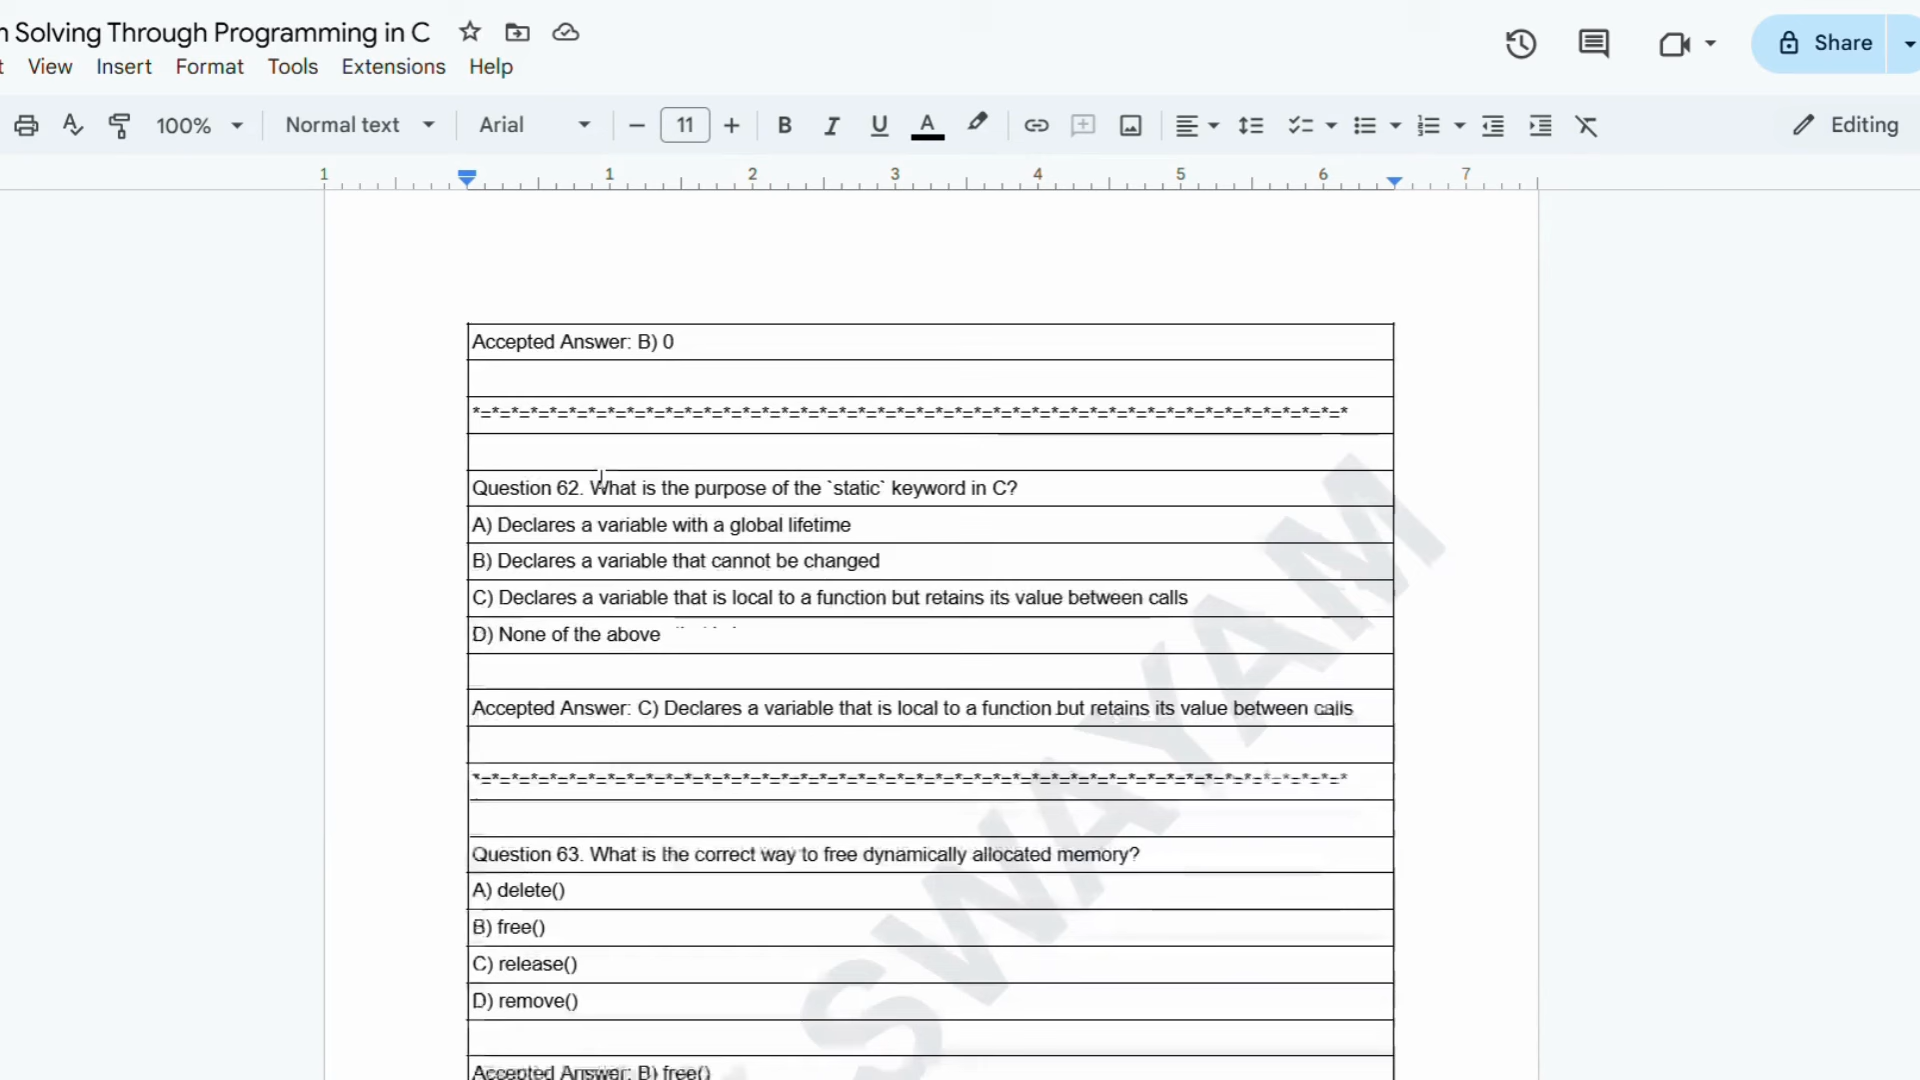 n Solving Through Programming in C
t View Insert Format Tools Extensions Help
Share
100% Normal text Arial 11 B I U A Editing
1 1 2 3 4 5 6 7
Accepted Answer: B) 0
*=*=*=*=*=*=*=*=*=*=*=*=*=*=*=*=*=*=*=*=*=*=*=*=*=*=*=*=*=*=*=*=*=*=*=*=*=*=*=*=*=*=*=*=*=*
Question 62. What is the purpose of the `static` keyword in C?
A) Declares a variable with a global lifetime
B) Declares a variable that cannot be changed
C) Declares a variable that is local to a function but retains its value between calls
D) None of the above
Accepted Answer: C) Declares a variable that is local to a function but retains its value between calls
*=*=*=*=*=*=*=*=*=*=*=*=*=*=*=*=*=*=*=*=*=*=*=*=*=*=*=*=*=*=*=*=*=*=*=*=*=*=*=*=*=*=*=*=*=*
Question 63. What is the correct way to free dynamically allocated memory?
A) delete()
B) free()
C) release()
D) remove()
Accepted Answer: B) free()
SWAYAM